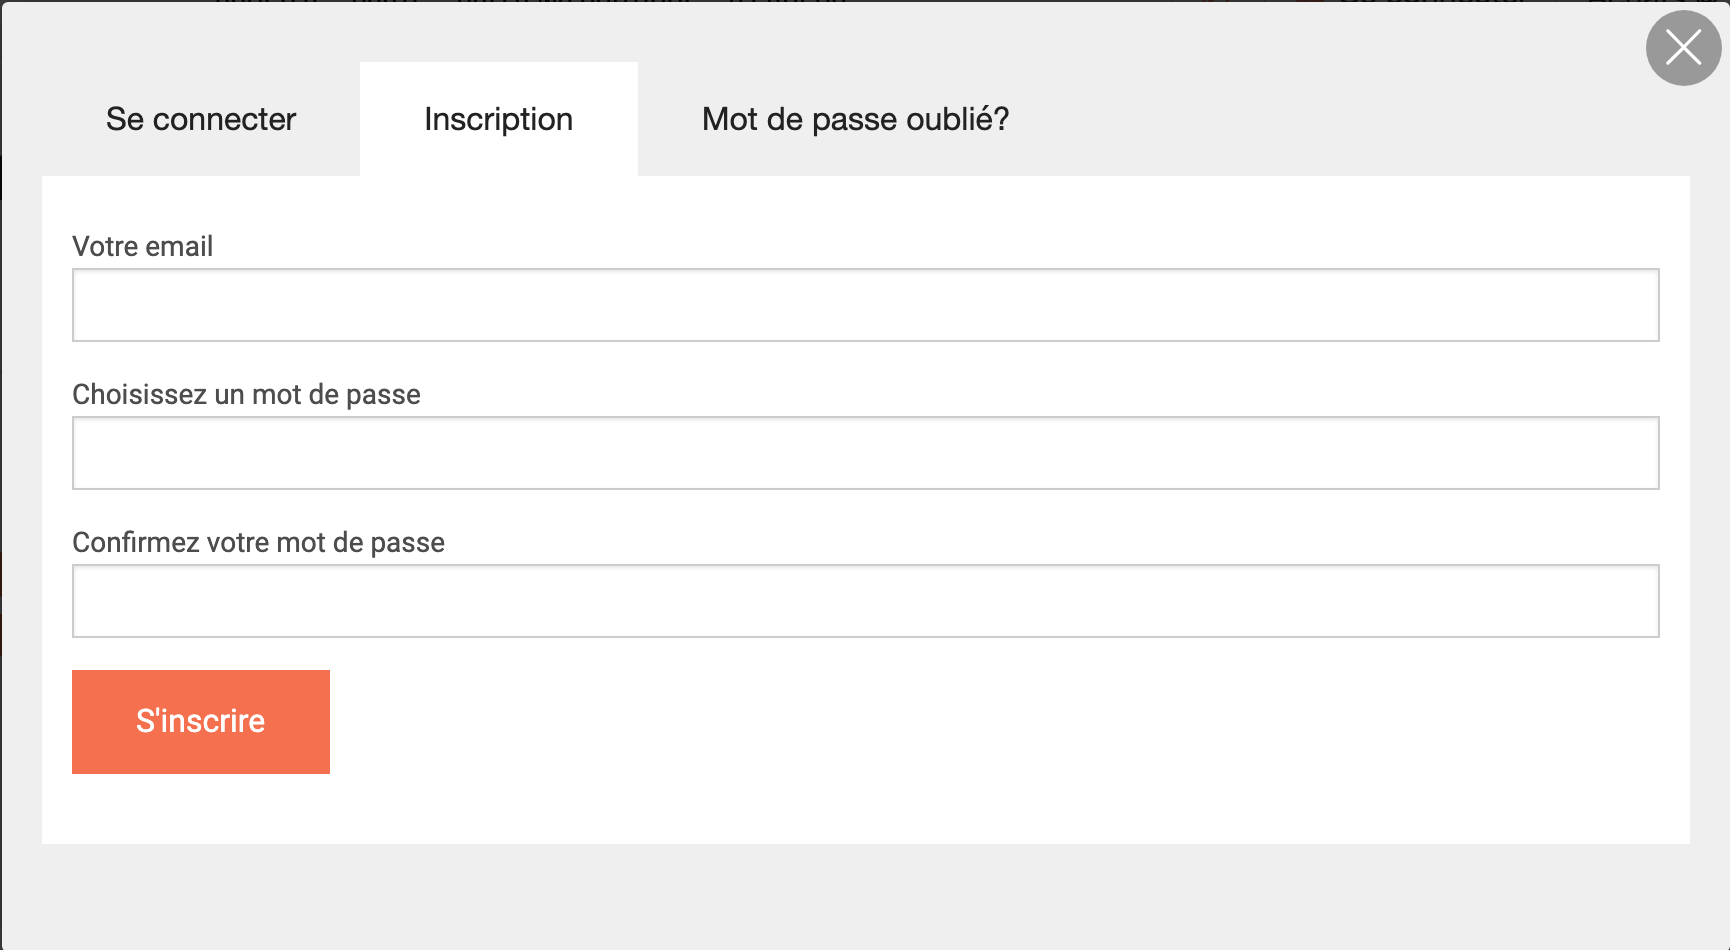 Se connecter
Inscription
Mot de passe oublié?
Votre email
Choisissez un mot de passe
Confirmez votre mot de passe
S'inscrire